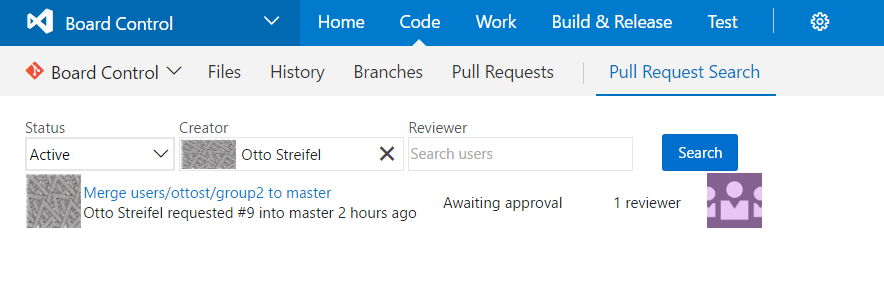 Board Control Home Code Work Build & Release Test
Board Control Files History Branches Pull Requests Pull Request Search
Status Creator Reviewer
Active Otto Streifel Search users Search
Merge users/ottost/group2 to master
Otto Streifel requested #9 into master 2 hours ago Awaiting approval 1 reviewer